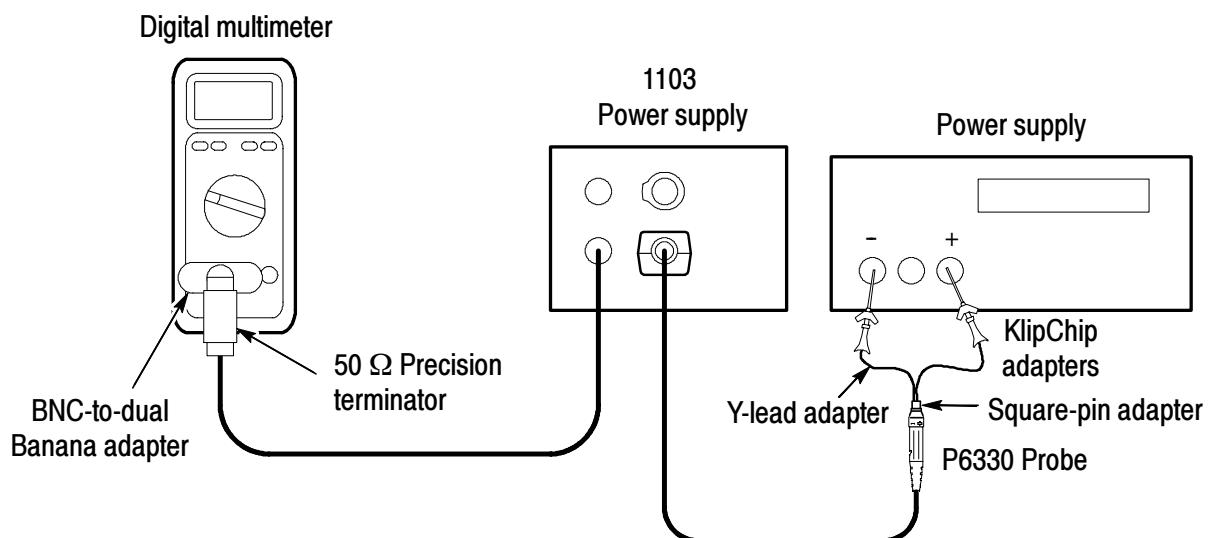 Digital multimeter
1103
Power supply
Power supply
-
+
KlipChip
adapters
50 Ω Precision
terminator
BNC-to-dual
Banana adapter
Y-lead adapter
Square-pin adapter
P6330 Probe